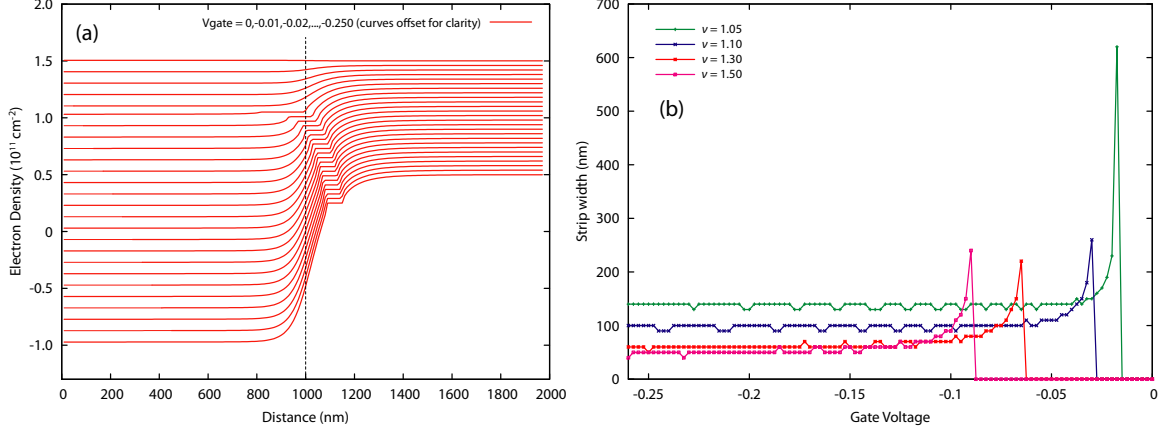 (a)
Vgate = 0,-0.01,-0.02,...,-0.250 (curves offset for clarity)
Electron Density (10¹¹ cm⁻²)
2.0
1.5
1.0
0.5
0
-0.5
-1.0
0 200 400 600 800 1000 1200 1400 1600 1800 2000
Distance (nm)
(b)
ν = 1.05
ν = 1.10
ν = 1.30
ν = 1.50
Strip width (nm)
700
600
500
400
300
200
100
0
-0.25 -0.2 -0.15 -0.1 -0.05 0
Gate Voltage